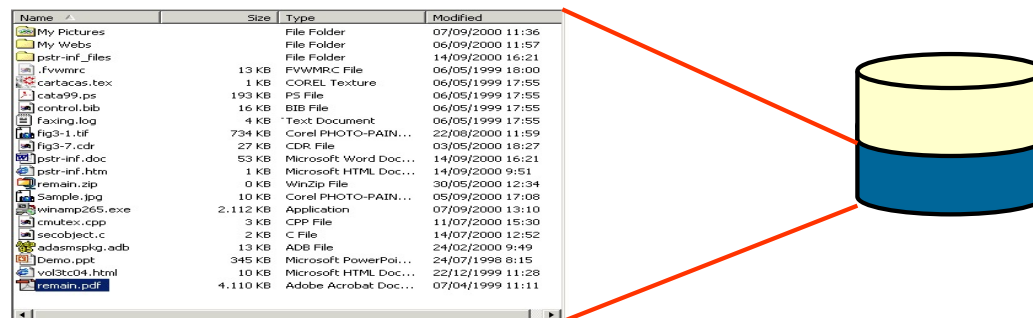 Name Size Type Modified
My Pictures File Folder 07/09/2000 11:36
My Webs File Folder 06/09/2000 11:57
pstr-inf_files File Folder 14/09/2000 16:21
.fvwmrc 13 KB FVWMRC File 06/05/1999 18:00
cartacas.tex 1 KB COREL Texture 06/05/1999 17:55
cata99.ps 193 KB PS File 06/05/1999 17:55
control.bib 16 KB BIB File 06/05/1999 17:55
faxing.log 4 KB Text Document 06/05/1999 17:55
fig3-1.tif 734 KB Corel PHOTO-PAIN... 22/08/2000 11:59
fig3-7.cdr 27 KB CDR File 03/05/2000 18:27
pstr-inf.doc 53 KB Microsoft Word Doc... 14/09/2000 16:21
pstr-inf.htm 1 KB Microsoft HTML Doc... 14/09/2000 9:51
remain.zip 0 KB WinZip File 30/05/2000 12:34
Sample.jpg 10 KB Corel PHOTO-PAIN... 05/09/2000 17:08
winamp265.exe 2.112 KB Application 07/09/2000 13:10
cmutex.cpp 3 KB CPP File 11/07/2000 15:30
secobject.c 2 KB C File 14/07/2000 12:52
adasmspkg.adb 13 KB ADB File 24/02/2000 9:49
Demo.ppt 345 KB Microsoft PowerPoi... 24/07/1998 8:15
vol3tc04.html 10 KB Microsoft HTML Doc... 22/12/1999 11:28
remain.pdf 4.110 KB Adobe Acrobat Doc... 07/04/1999 11:11